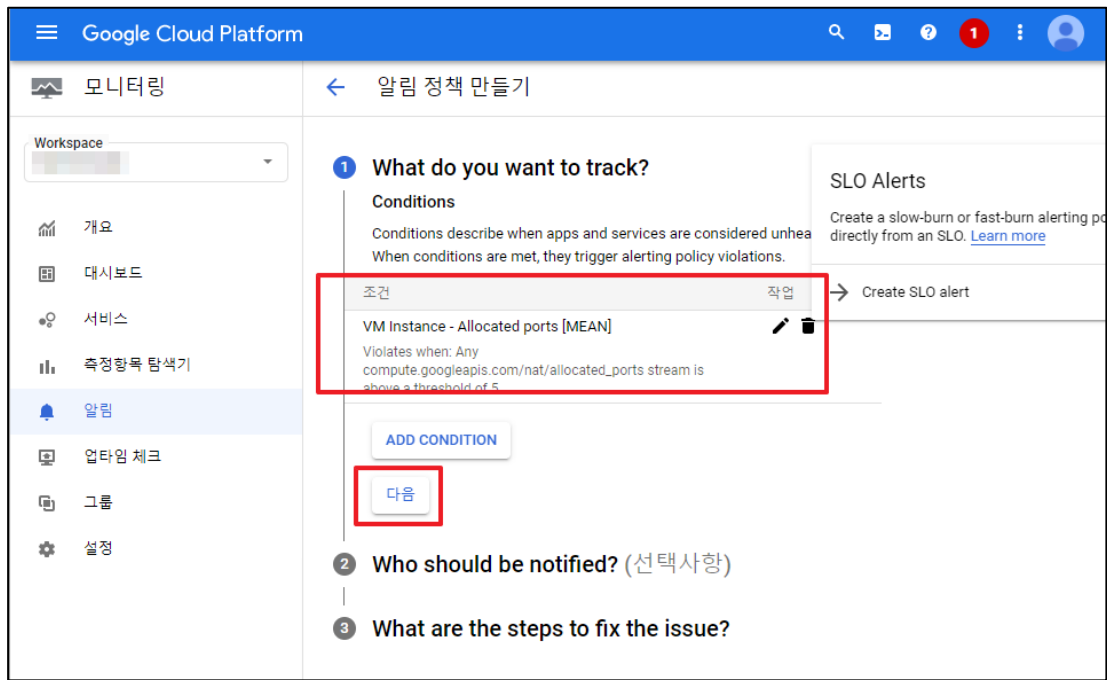 Google Cloud Platform
1
모니터링
알림 정책 만들기
Workspace
개요
대시보드
서비스
측정항목 탐색기
알림
업타임 체크
그룹
설정
1 What do you want to track?
Conditions
Conditions describe when apps and services are considered unhea
When conditions are met, they trigger alerting policy violations.
조건 작업
VM Instance - Allocated ports [MEAN]
Violates when: Any
compute.googleapis.com/nat/allocated_ports stream is
above a threshold of 5
ADD CONDITION
다음
2 Who should be notified? (선택사항)
3 What are the steps to fix the issue?
SLO Alerts
Create a slow-burn or fast-burn alerting po
directly from an SLO. Learn more
Create SLO alert